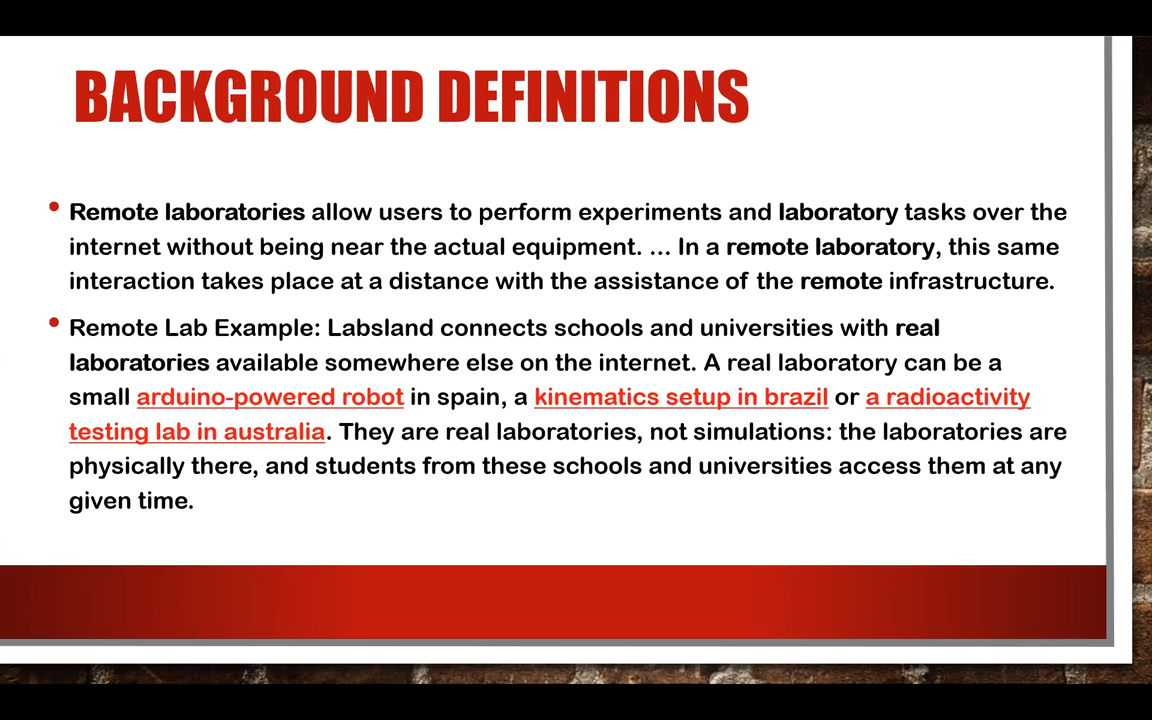 BACKGROUND DEFINITIONS
• Remote laboratories allow users to perform experiments and laboratory tasks over the
internet without being near the actual equipment. ... In a remote laboratory, this same
interaction takes place at a distance with the assistance of the remote infrastructure.
• Remote Lab Example: Labsland connects schools and universities with real
laboratories available somewhere else on the internet. A real laboratory can be a
small arduino-powered robot in spain, a kinematics setup in brazil or a radioactivity
testing lab in australia. They are real laboratories, not simulations: the laboratories are
physically there, and students from these schools and universities access them at any
given time.